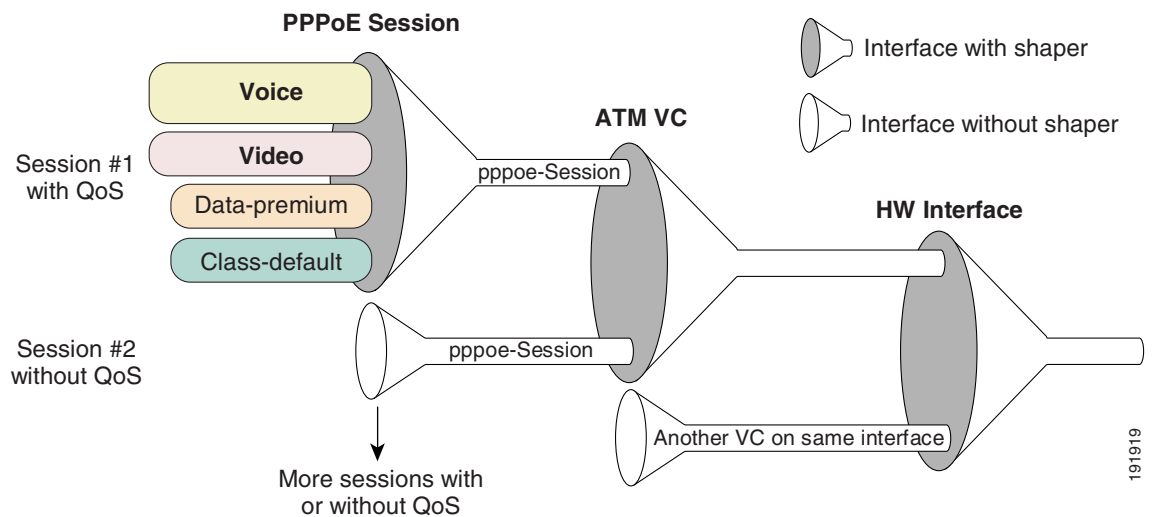 PPPoE Session
Interface with shaper
Voice
ATM VC
Interface without shaper
Session #1
with QoS
Video
pppoe-Session
Data-premium
HW Interface
Class-default
Session #2
without QoS
pppoe-Session
Another VC on same interface
More sessions with
or without QoS
191919